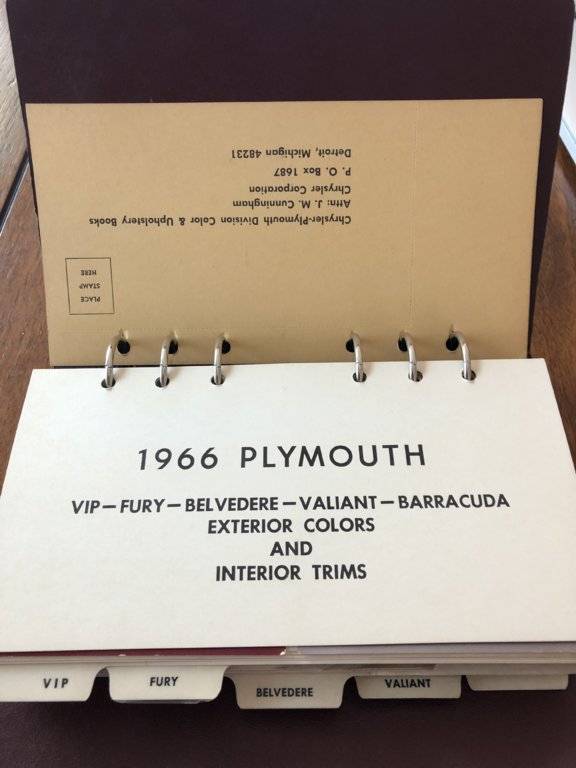 Chrysler-Plymouth Division Color & Upholstery Books
Attn: J. M. Cunningham
Chrysler Corporation
P. O. Box 1687
Detroit, Michigan 48231
PLACE
STAMP
HERE
1966 PLYMOUTH
VIP—FURY—BELVEDERE—VALIANT—BARRACUDA
EXTERIOR COLORS
AND
INTERIOR TRIMS
VIP
FURY
BELVEDERE
VALIANT